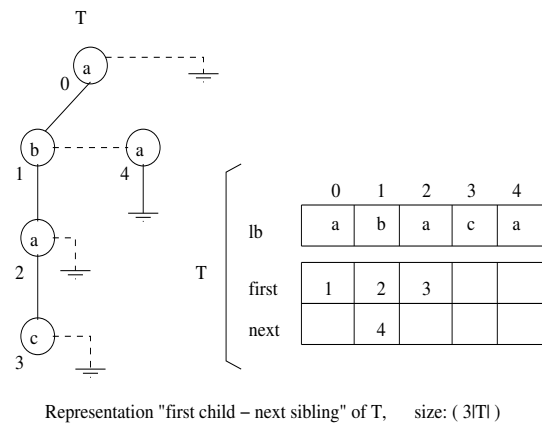 T
a
0
b
a
1
4
a
2
c
3
0 1 2 3 4
lb a b a c a
T
first 1 2 3
next 4
Representation "first child − next sibling" of T, size: ( 3|T| )